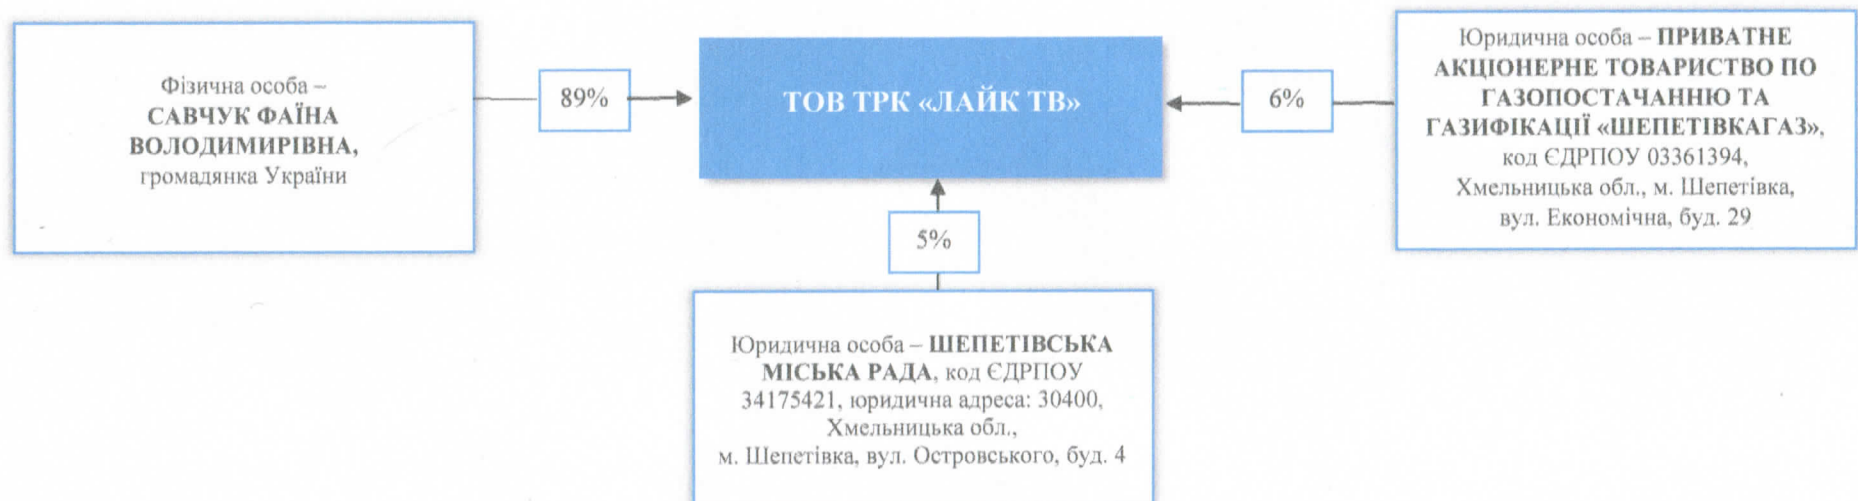 Фізична особа –
САВЧУК ФАЇНА
ВОЛОДИМИРІВНА,
громадянка України
89%
ТОВ ТРК «ЛАЙК ТВ»
6%
Юридична особа – ПРИВАТНЕ
АКЦІОНЕРНЕ ТОВАРИСТВО ПО
ГАЗОПОСТАЧАННЮ ТА
ГАЗИФІКАЦІЇ «ШЕПЕТІВКАГАЗ»,
код ЄДРПОУ 03361394,
Хмельницька обл., м. Шепетівка,
вул. Економічна, буд. 29
5%
Юридична особа – ШЕПЕТІВСЬКА
МІСЬКА РАДА, код ЄДРПОУ
34175421, юридична адреса: 30400,
Хмельницька обл.,
м. Шепетівка, вул. Островського, буд. 4